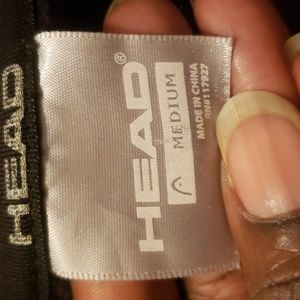 HEAD®
MEDIUM
MADE IN CHINA
RN#117927
HEAD